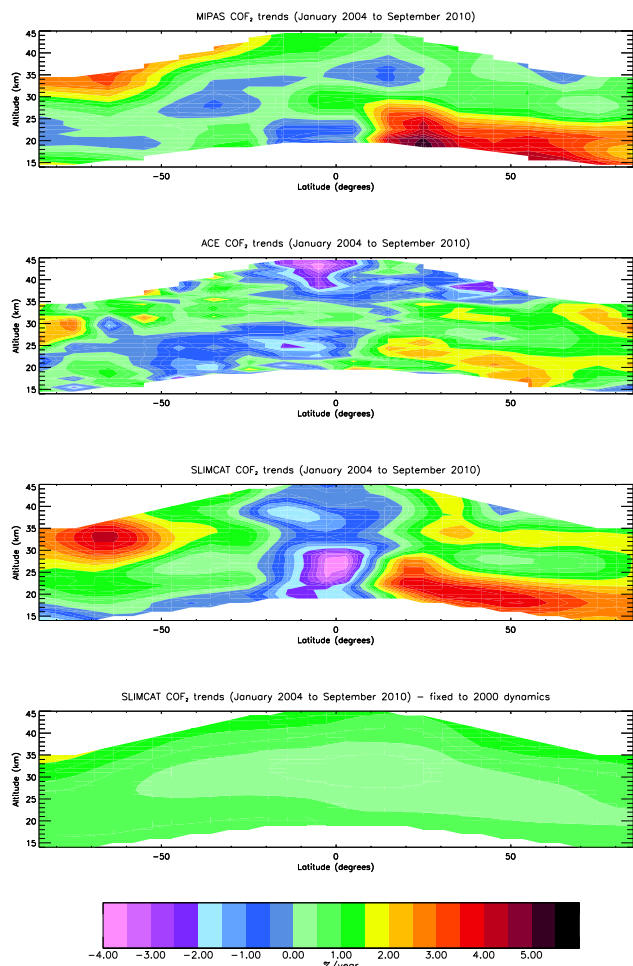 MIPAS COF₂ trends (January 2004 to September 2010)
45
40
35
30
25
20
15
Altitude (km)
-50
0
50
Latitude (degrees)
ACE COF₂ trends (January 2004 to September 2010)
45
40
35
30
25
20
15
Altitude (km)
-50
0
50
Latitude (degrees)
SLIMCAT COF₂ trends (January 2004 to September 2010)
45
40
35
30
25
20
15
Altitude (km)
-50
0
50
Latitude (degrees)
SLIMCAT COF₂ trends (January 2004 to September 2010) - fixed to 2000 dynamics
45
40
35
30
25
20
15
Altitude (km)
-50
0
50
Latitude (degrees)
-4.00 -3.00 -2.00 -1.00 0.00 1.00 2.00 3.00 4.00 5.00
%/year